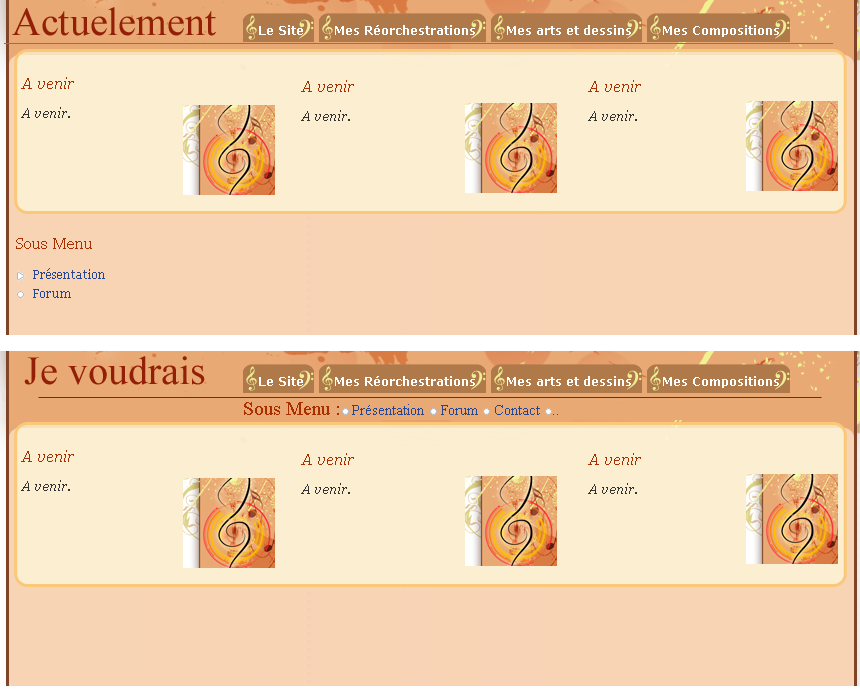 Actuelement
Le Site Mes Réorchestrations Mes arts et dessins Mes Compositions
A venir A venir A venir
A venir. A venir. A venir.
Sous Menu
Présentation
Forum
Je voudrais
Le Site Mes Réorchestrations Mes arts et dessins Mes Compositions
Sous Menu : Présentation Forum Contact ..
A venir A venir A venir
A venir. A venir. A venir.